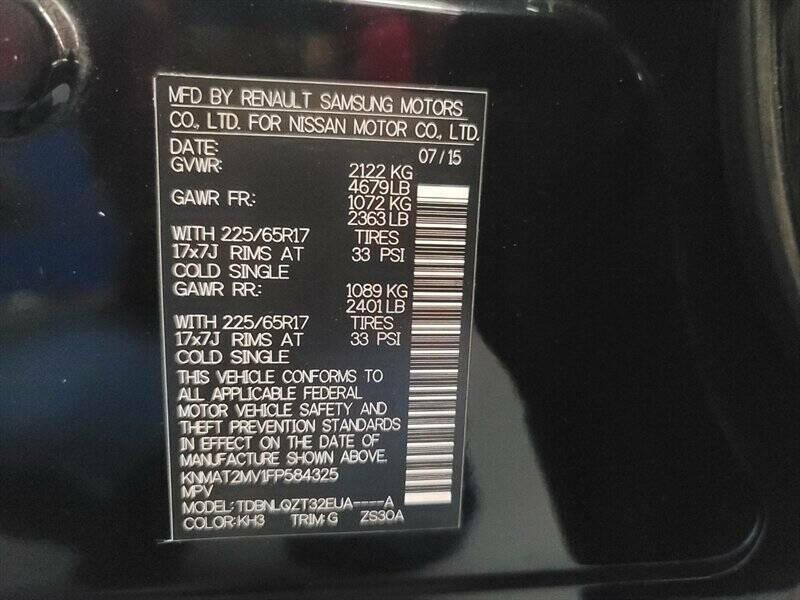 MFD BY RENAULT SAMSUNG MOTORS
CO., LTD. FOR NISSAN MOTOR CO., LTD.
DATE: 07/15
GVWR: 2122 KG
4679LB
GAWR FR: 1072 KG
2363 LB
WITH 225/65R17 TIRES
17x7J RIMS AT 33 PSI
COLD SINGLE
GAWR RR: 1089 KG
2401 LB
WITH 225/65R17 TIRES
17x7J RIMS AT 33 PSI
COLD SINGLE
THIS VEHICLE CONFORMS TO
ALL APPLICABLE FEDERAL
MOTOR VEHICLE SAFETY AND
THEFT PREVENTION STANDARDS
IN EFFECT ON THE DATE OF
MANUFACTURE SHOWN ABOVE.
KNMAT2MV1FP584325
MPV
MODEL: TDBNLQZT32EUA----A
COLOR: KH3 TRIM: G ZS30A